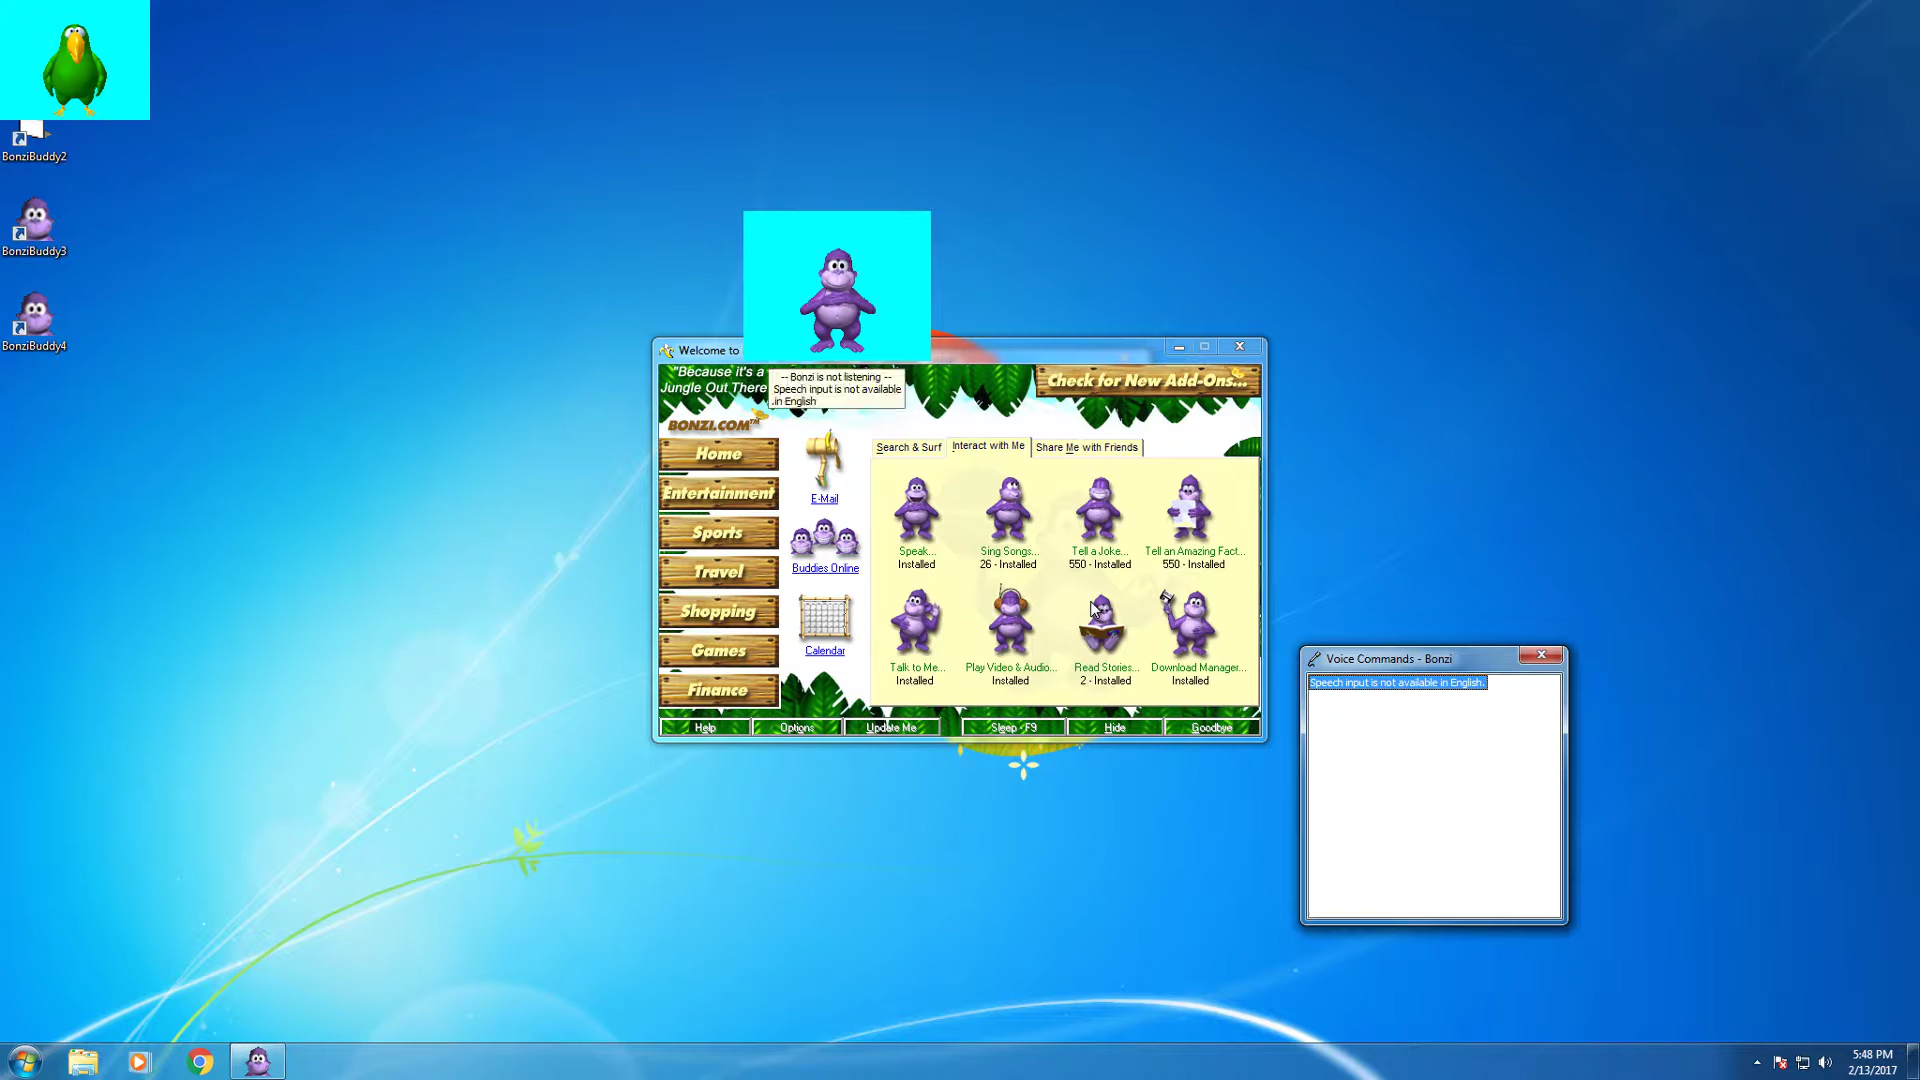 BonziBuddy2
BonziBuddy3
BonziBuddy4
Welcome to
"Because it's a
Jungle Out There
-- Bonzi is not listening --
Speech input is not available
.in English
Check for New Add-Ons...
BONZI.COM™
Home
Entertainment
Sports
Travel
Shopping
Games
Finance
E-Mail
Buddies Online
Calendar
Search & Surf
Interact with Me
Share Me with Friends
Speak...
Installed
Sing Songs...
26 - Installed
Tell a Joke...
550 - Installed
Tell an Amazing Fact...
550 - Installed
Talk to Me...
Installed
Play Video & Audio...
Installed
Read Stories...
2 - Installed
Download Manager...
Installed
Help
Options
Update Me
Sleep - F9
Hide
Goodbye
Voice Commands - Bonzi
Speech input is not available in English.
5:48 PM
2/13/2017